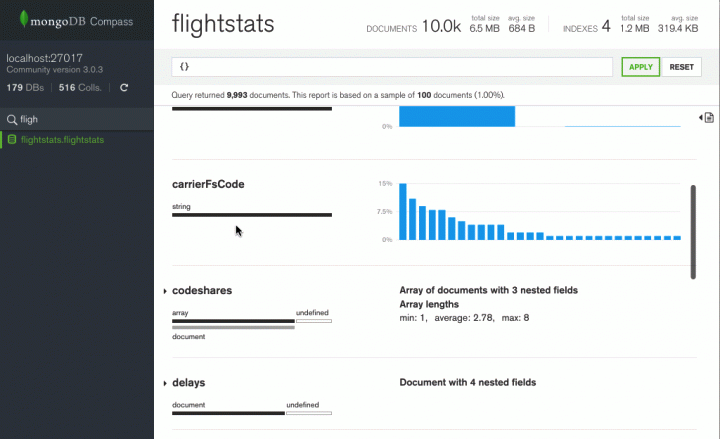 mongoDB Compass
localhost:27017
Community version 3.0.3
179 DBs
516 Colls.
fligh
flightstats.flightstats
flightstats
DOCUMENTS 10.0k
total size
6.5 MB
avg. size
684 B
INDEXES 4
total size
1.2 MB
avg. size
319.4 KB
{}
APPLY
RESET
Query returned 9,993 documents. This report is based on a sample of 100 documents (1.00%).
0%
carrierFsCode
string
15%
7.5%
0%
codeshares
array
undefined
document
Array of documents with 3 nested fields
Array lengths
min: 1, average: 2.78, max: 8
delays
document
undefined
Document with 4 nested fields